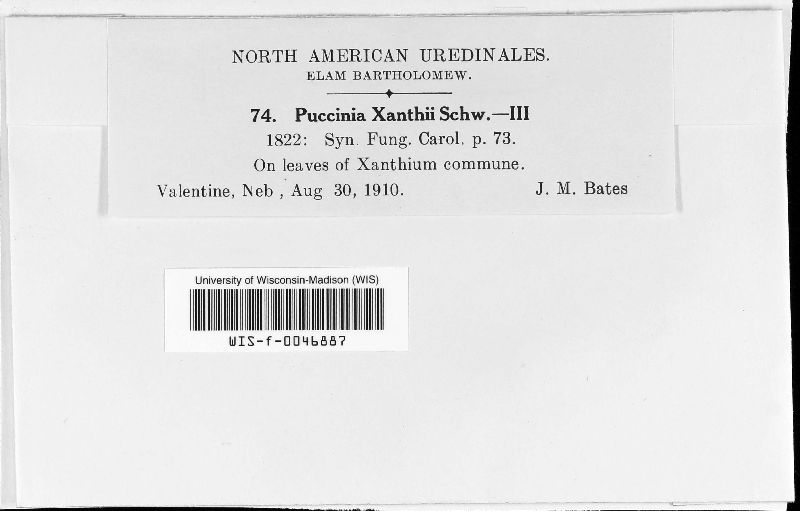 NORTH AMERICAN UREDINALES.
ELAM BARTHOLOMEW.
74. Puccinia Xanthii Schw.—III
1822: Syn. Fung. Carol. p. 73.
On leaves of Xanthium commune.
Valentine, Neb , Aug 30, 1910. J. M. Bates
University of Wisconsin-Madison (WIS)
WIS-f-0046887